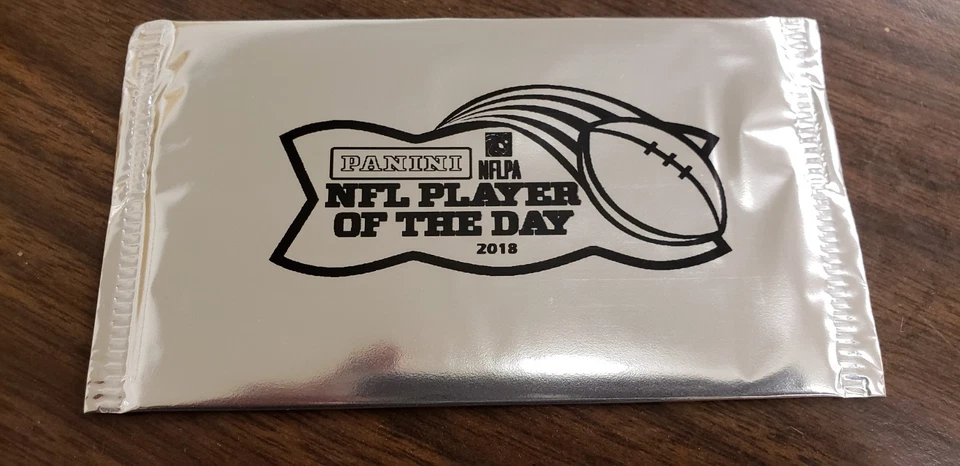 PANINI
NFLPA
NFL PLAYER
OF THE DAY
2018